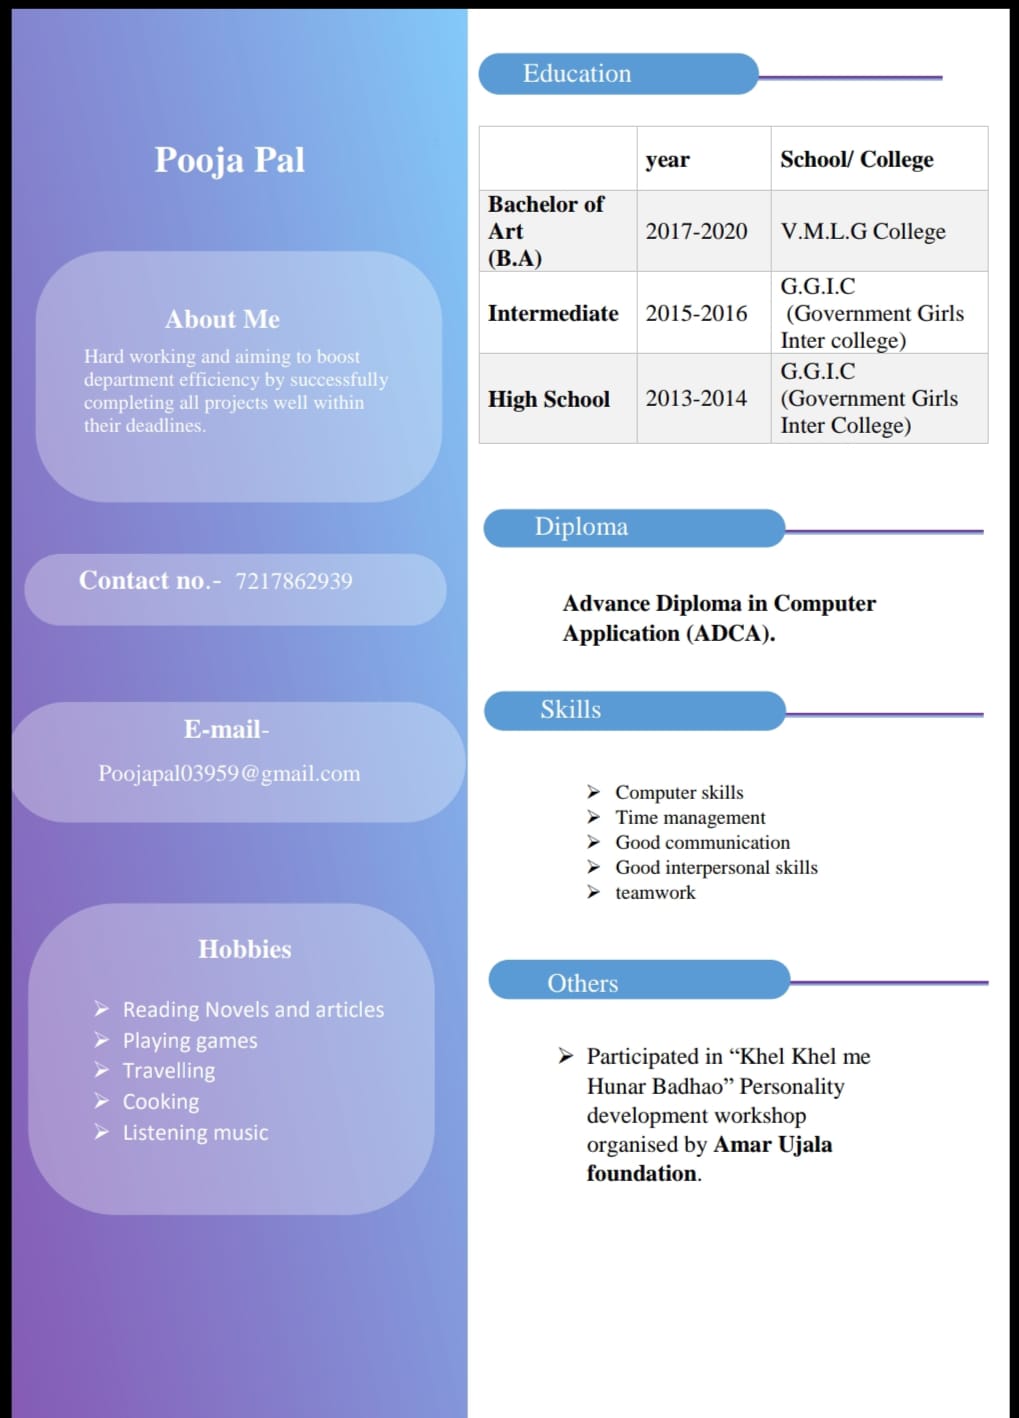 Pooja Pal
About Me
Hard working and aiming to boost
department efficiency by successfully
completing all projects well within
their deadlines.
Contact no.- 7217862939
E-mail-
Poojapal03959@gmail.com
Hobbies
➢ Reading Novels and articles
➢ Playing games
➢ Travelling
➢ Cooking
➢ Listening music
Education
year School/ College
Bachelor of
Art
(B.A)
2017-2020
V.M.L.G College
Intermediate
2015-2016
G.G.I.C
(Government Girls
Inter college)
High School
2013-2014
G.G.I.C
(Government Girls
Inter College)
Diploma
Advance Diploma in Computer
Application (ADCA).
Skills
➢ Computer skills
➢ Time management
➢ Good communication
➢ Good interpersonal skills
➢ teamwork
Others
➢ Participated in “Khel Khel me
Hunar Badhao” Personality
development workshop
organised by Amar Ujala
foundation.